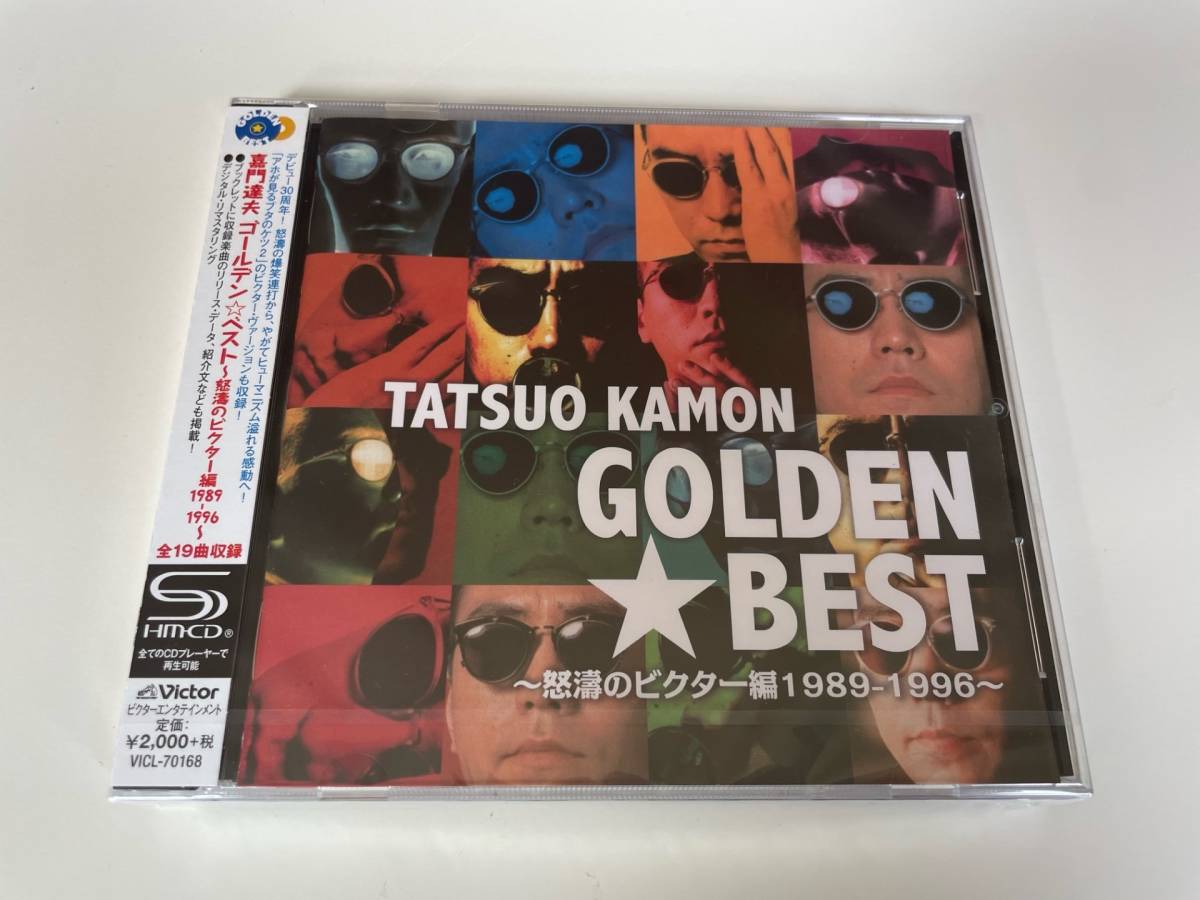 GOLDEN
BEST
デビュー30周年！ 怒濤の爆笑連打から、やがてヒューマニズム溢れる感動へ！
「アホが見るブタのケツ2」のビクター・ヴァージョンも収録！
嘉門達夫 ゴールデン☆ベスト～怒濤のビクター編
1989
-
1996～
●ブックレットに収録楽曲のリリース・データ、紹介文なども掲載！
●デジタル・リマスタリング
全19曲収録
SHM-CD®
全てのCDプレーヤーで
再生可能
Victor
ビクターエンタテインメント
定価:
¥2,000+税
VICL-70168
TATSUO KAMON
GOLDEN
★BEST
～怒濤のビクター編1989-1996～